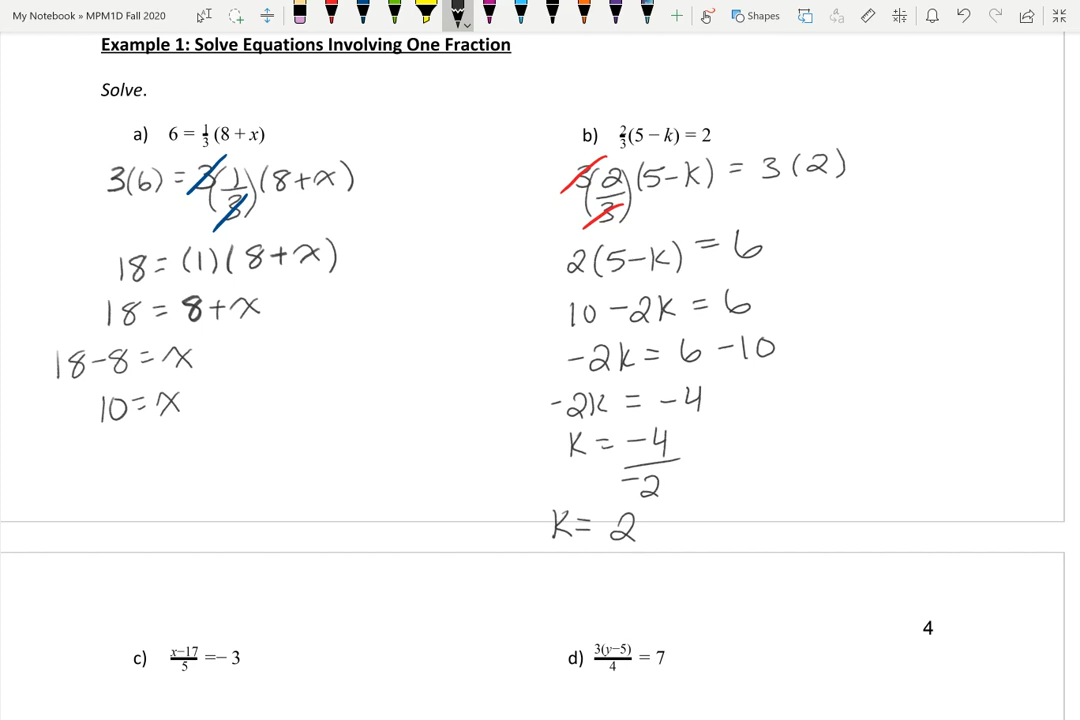 My Notebook » MPM1D Fall 2020
Shapes
Example 1: Solve Equations Involving One Fraction
Solve.
a) 6 = 1/3 (8 + x)
3(6) = 3(1/3)(8+x)
18 = (1)(8+x)
18 = 8+x
18-8 = x
10 = x
b) 2/3(5 − k) = 2
3(2/3)(5-k) = 3(2)
2(5-k) = 6
10 -2k = 6
-2k = 6 -10
-2k = -4
k = -4/-2
k = 2
4
c) x−17/5 =− 3
d) 3(y−5)/4 = 7